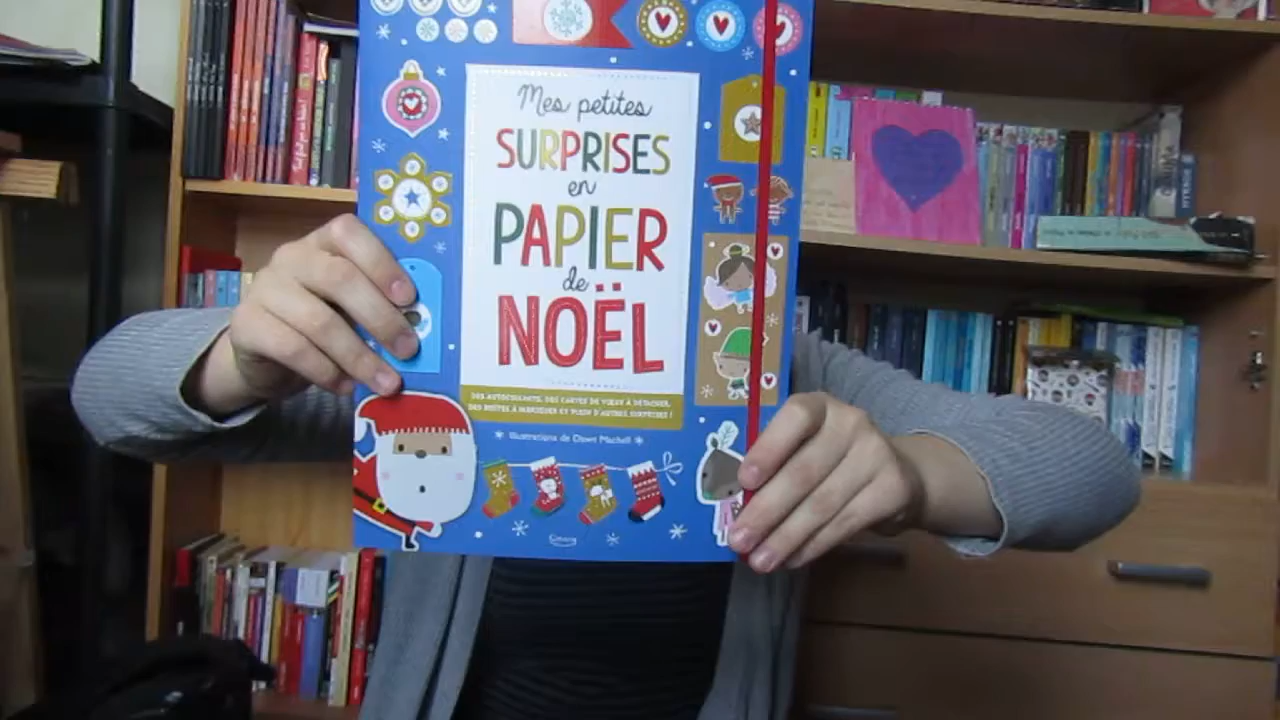 Mes petites
SURPRISES
en
PAPIER
de
NOËL
DES AUTOCOLLANTS, DES CARTES DE VŒUX À DÉTACHER,
DES BOÎTES À FABRIQUER ET PLEIN D'AUTRES SURPRISES !
Illustrations de Dawn Machell